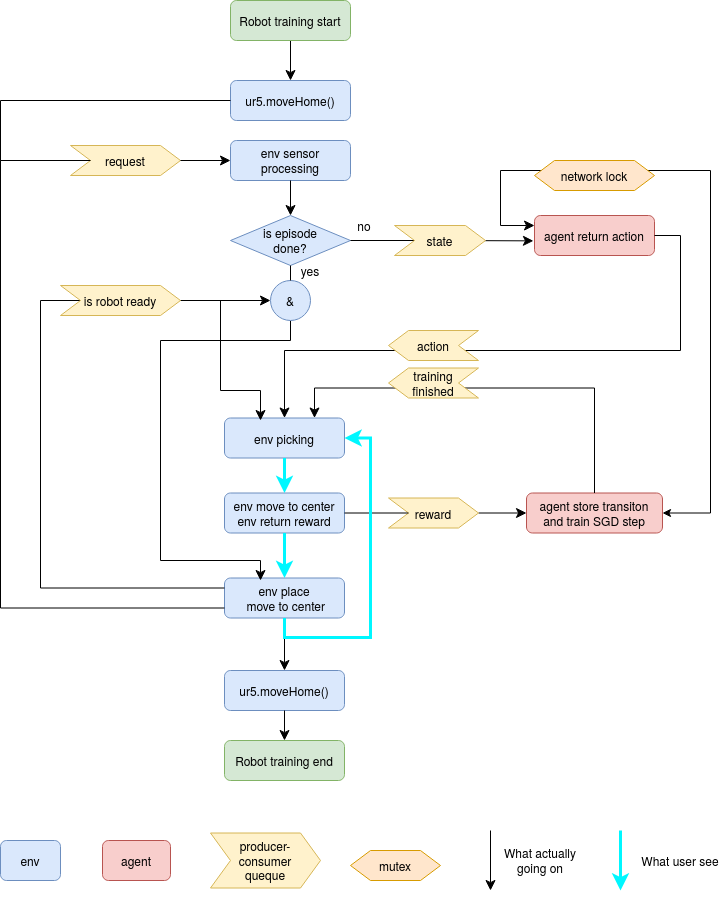 Robot training start
ur5.moveHome()
request
env sensor
processing
network lock
is episode
done?
no
state
agent return action
yes
is robot ready
&
action
training
finished
env picking
env move to center
env return reward
reward
agent store transiton
and train SGD step
env place
move to center
ur5.moveHome()
Robot training end
env
agent
producer-
consumer
queque
mutex
What actually
going on
What user see